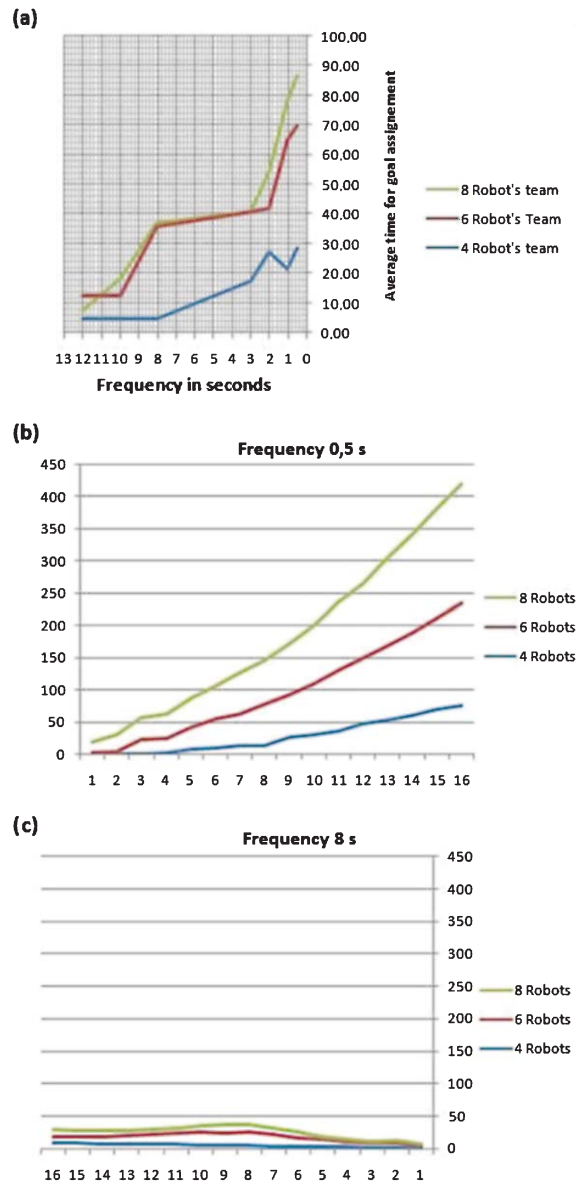 (a)
100,00
90,00
80,00
70,00
60,00
50,00
40,00
30,00
20,00
10,00
0,00
Average time for goal assignement
8 Robot's team
6 Robot's Team
4 Robot's team
13 12 11 10 9 8 7 6 5 4 3 2 1 0
Frequency in seconds
(b)
Frequency 0,5 s
450
400
350
300
250
200
150
100
50
0
8 Robots
6 Robots
4 Robots
1 2 3 4 5 6 7 8 9 10 11 12 13 14 15 16
(c)
Frequency 8 s
450
400
350
300
250
200
150
100
50
0
8 Robots
6 Robots
4 Robots
16 15 14 13 12 11 10 9 8 7 6 5 4 3 2 1